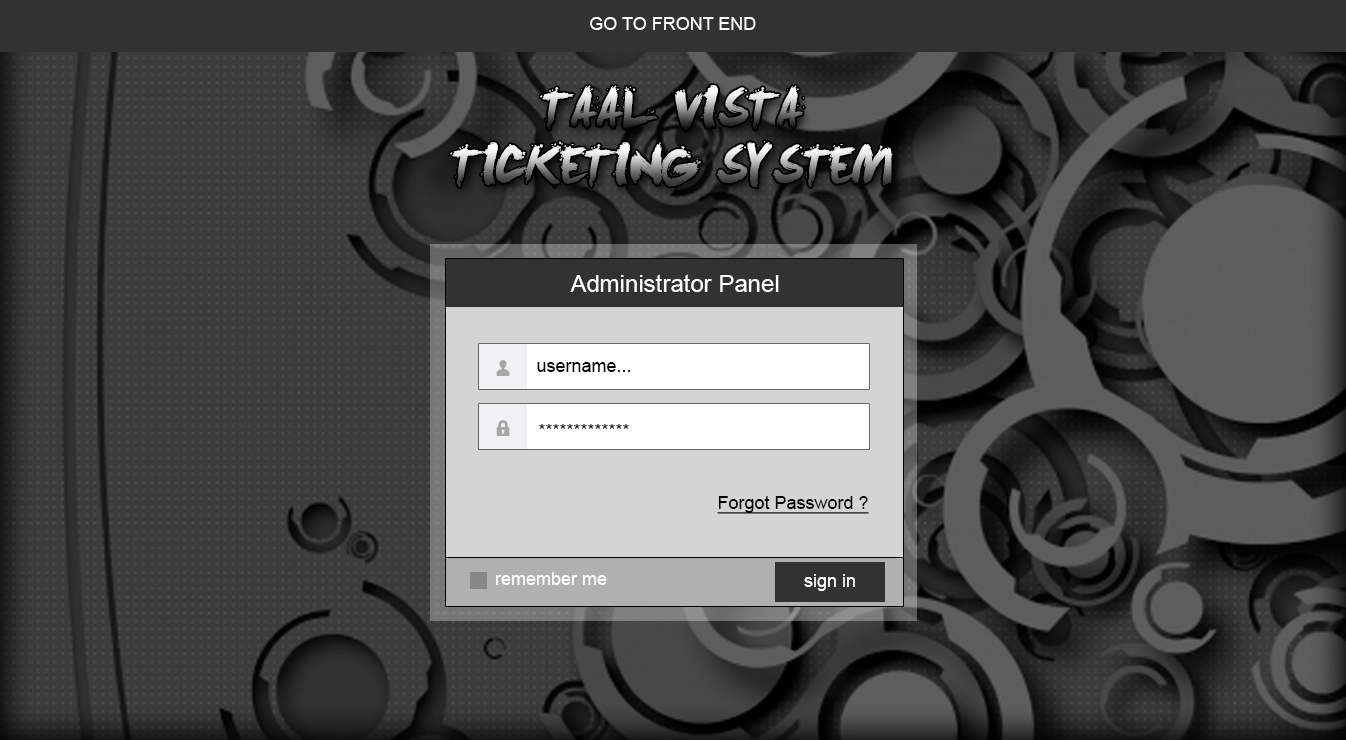 GO TO FRONT END
TAAL VISTA
TICKETING SYSTEM
Administrator Panel
username...
*************
Forgot Password ?
remember me
sign in